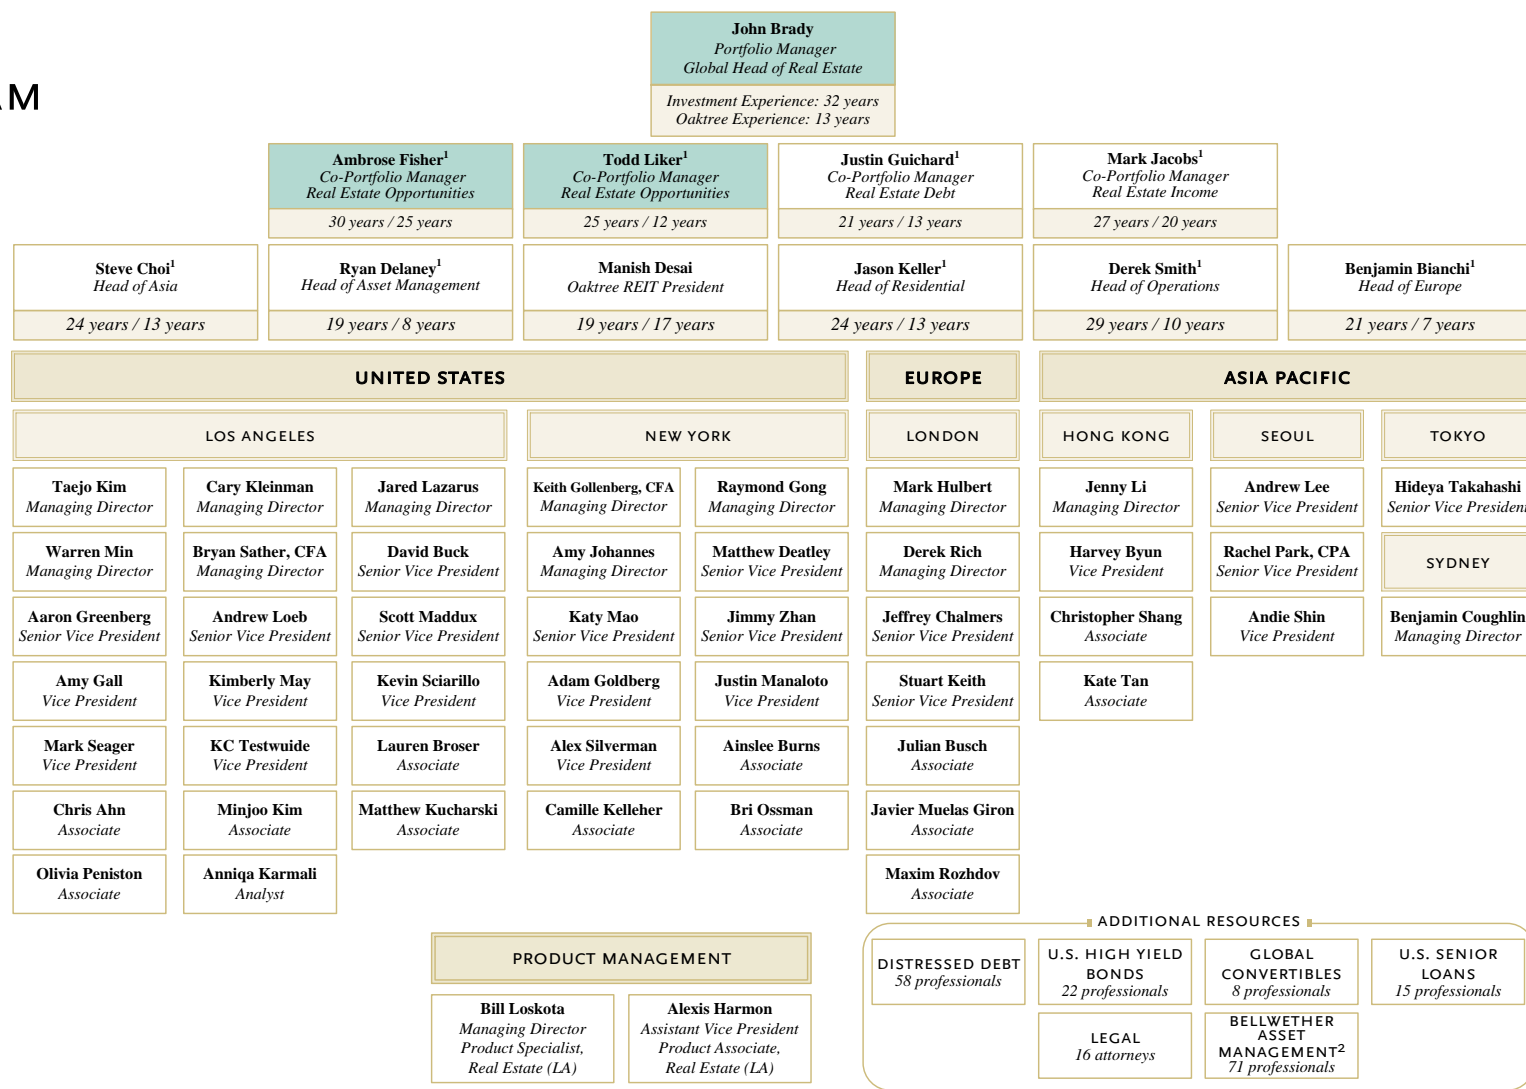 AM
John Brady
Portfolio Manager
Global Head of Real Estate
Investment Experience: 32 years
Oaktree Experience: 13 years
Ambrose Fisher1
Co-Portfolio Manager
Real Estate Opportunities
30 years / 25 years
Todd Liker1
Co-Portfolio Manager
Real Estate Opportunities
25 years / 12 years
Justin Guichard1
Co-Portfolio Manager
Real Estate Debt
21 years / 13 years
Mark Jacobs1
Co-Portfolio Manager
Real Estate Income
27 years / 20 years
Steve Choi1
Head of Asia
24 years / 13 years
Ryan Delaney1
Head of Asset Management
19 years / 8 years
Manish Desai
Oaktree REIT President
19 years / 17 years
Jason Keller1
Head of Residential
24 years / 13 years
Derek Smith1
Head of Operations
29 years / 10 years
Benjamin Bianchi1
Head of Europe
21 years / 7 years
UNITED STATES
LOS ANGELES
Taejo Kim
Managing Director
Cary Kleinman
Managing Director
Jared Lazarus
Managing Director
Warren Min
Managing Director
Bryan Sather, CFA
Managing Director
David Buck
Senior Vice President
Aaron Greenberg
Senior Vice President
Andrew Loeb
Senior Vice President
Scott Maddux
Senior Vice President
Amy Gall
Vice President
Kimberly May
Vice President
Kevin Sciarillo
Vice President
Mark Seager
Vice President
KC Testwuide
Vice President
Lauren Broser
Associate
Chris Ahn
Associate
Minjoo Kim
Associate
Matthew Kucharski
Associate
Olivia Peniston
Associate
Anniqa Karmali
Analyst
NEW YORK
Keith Gollenberg, CFA
Managing Director
Raymond Gong
Managing Director
Amy Johannes
Managing Director
Matthew Deatley
Senior Vice President
Katy Mao
Senior Vice President
Jimmy Zhan
Senior Vice President
Adam Goldberg
Vice President
Justin Manaloto
Vice President
Alex Silverman
Vice President
Ainslee Burns
Associate
Camille Kelleher
Associate
Bri Ossman
Associate
EUROPE
LONDON
Mark Hulbert
Managing Director
Derek Rich
Managing Director
Jeffrey Chalmers
Senior Vice President
Stuart Keith
Senior Vice President
Julian Busch
Associate
Javier Muelas Giron
Associate
Maxim Rozhdov
Associate
ASIA PACIFIC
HONG KONG
Jenny Li
Managing Director
Harvey Byun
Vice President
Christopher Shang
Associate
Kate Tan
Associate
SEOUL
Andrew Lee
Senior Vice President
Rachel Park, CPA
Senior Vice President
Andie Shin
Vice President
TOKYO
Hideya Takahashi
Senior Vice President
SYDNEY
Benjamin Coughlin
Managing Director
PRODUCT MANAGEMENT
Bill Loskota
Managing Director
Product Specialist,
Real Estate (LA)
Alexis Harmon
Assistant Vice President
Product Associate,
Real Estate (LA)
ADDITIONAL RESOURCES
DISTRESSED DEBT
58 professionals
U.S. HIGH YIELD
BONDS
22 professionals
GLOBAL
CONVERTIBLES
8 professionals
U.S. SENIOR
LOANS
15 professionals
LEGAL
16 attorneys
BELLWETHER
ASSET
MANAGEMENT2
71 professionals